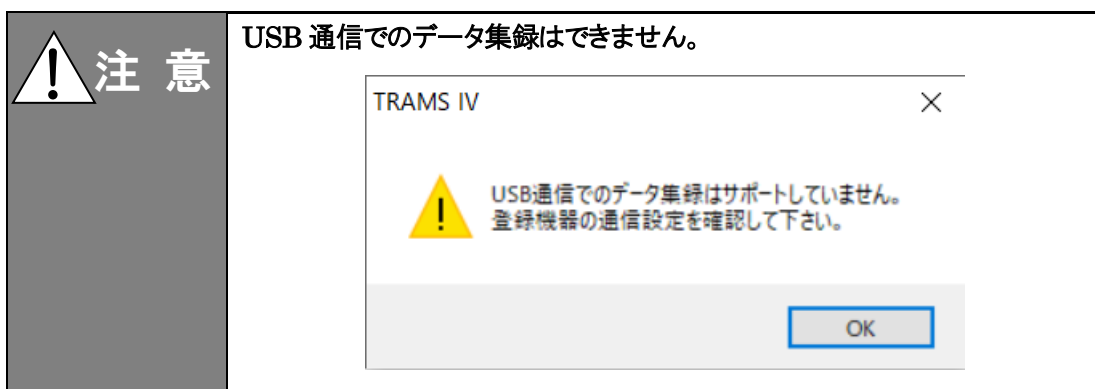 注 意
USB 通信でのデータ集録はできません。
TRAMS IV
USB通信でのデータ集録はサポートしていません。
登録機器の通信設定を確認して下さい。
OK